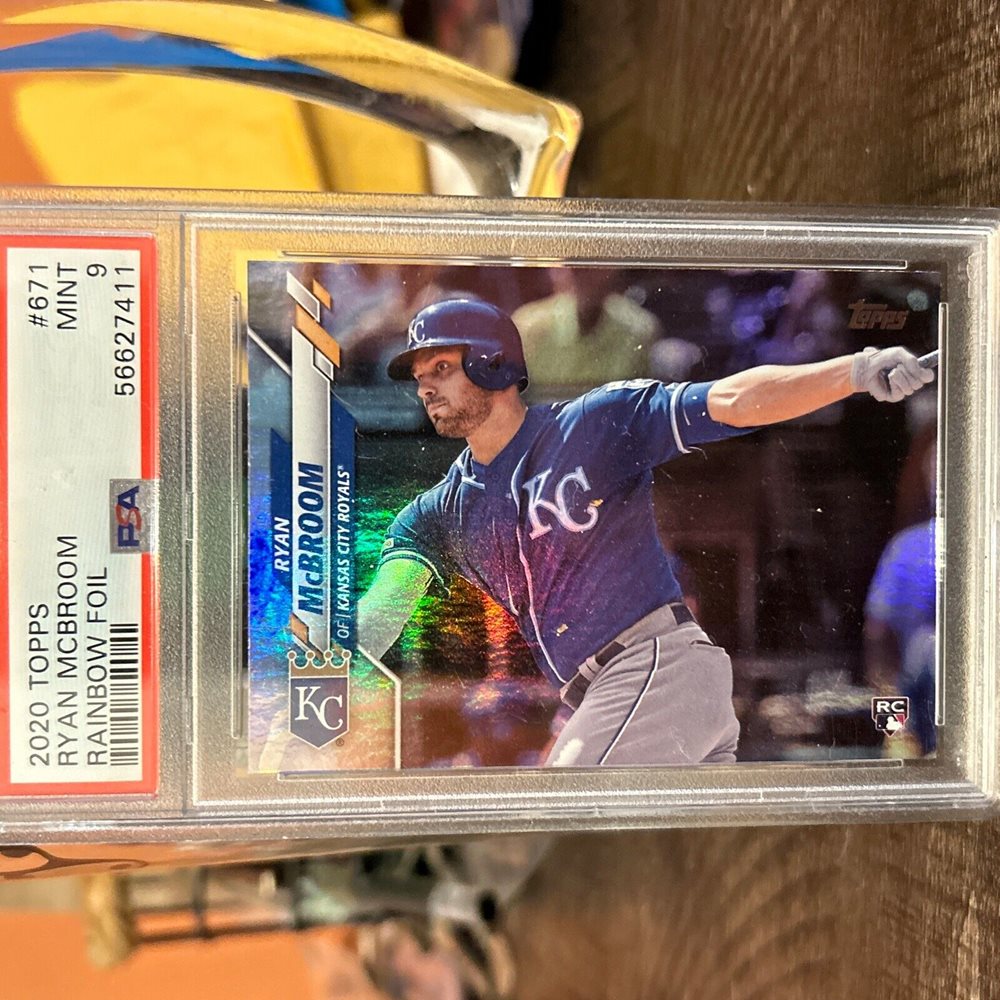 2020 TOPPS
RYAN MCBROOM
RAINBOW FOIL
#671
MINT
9
56627411
PSA
RYAN
McBROOM
OF | KANSAS CITY ROYALS®
KC
®
KC
KC
TOPPS
RC